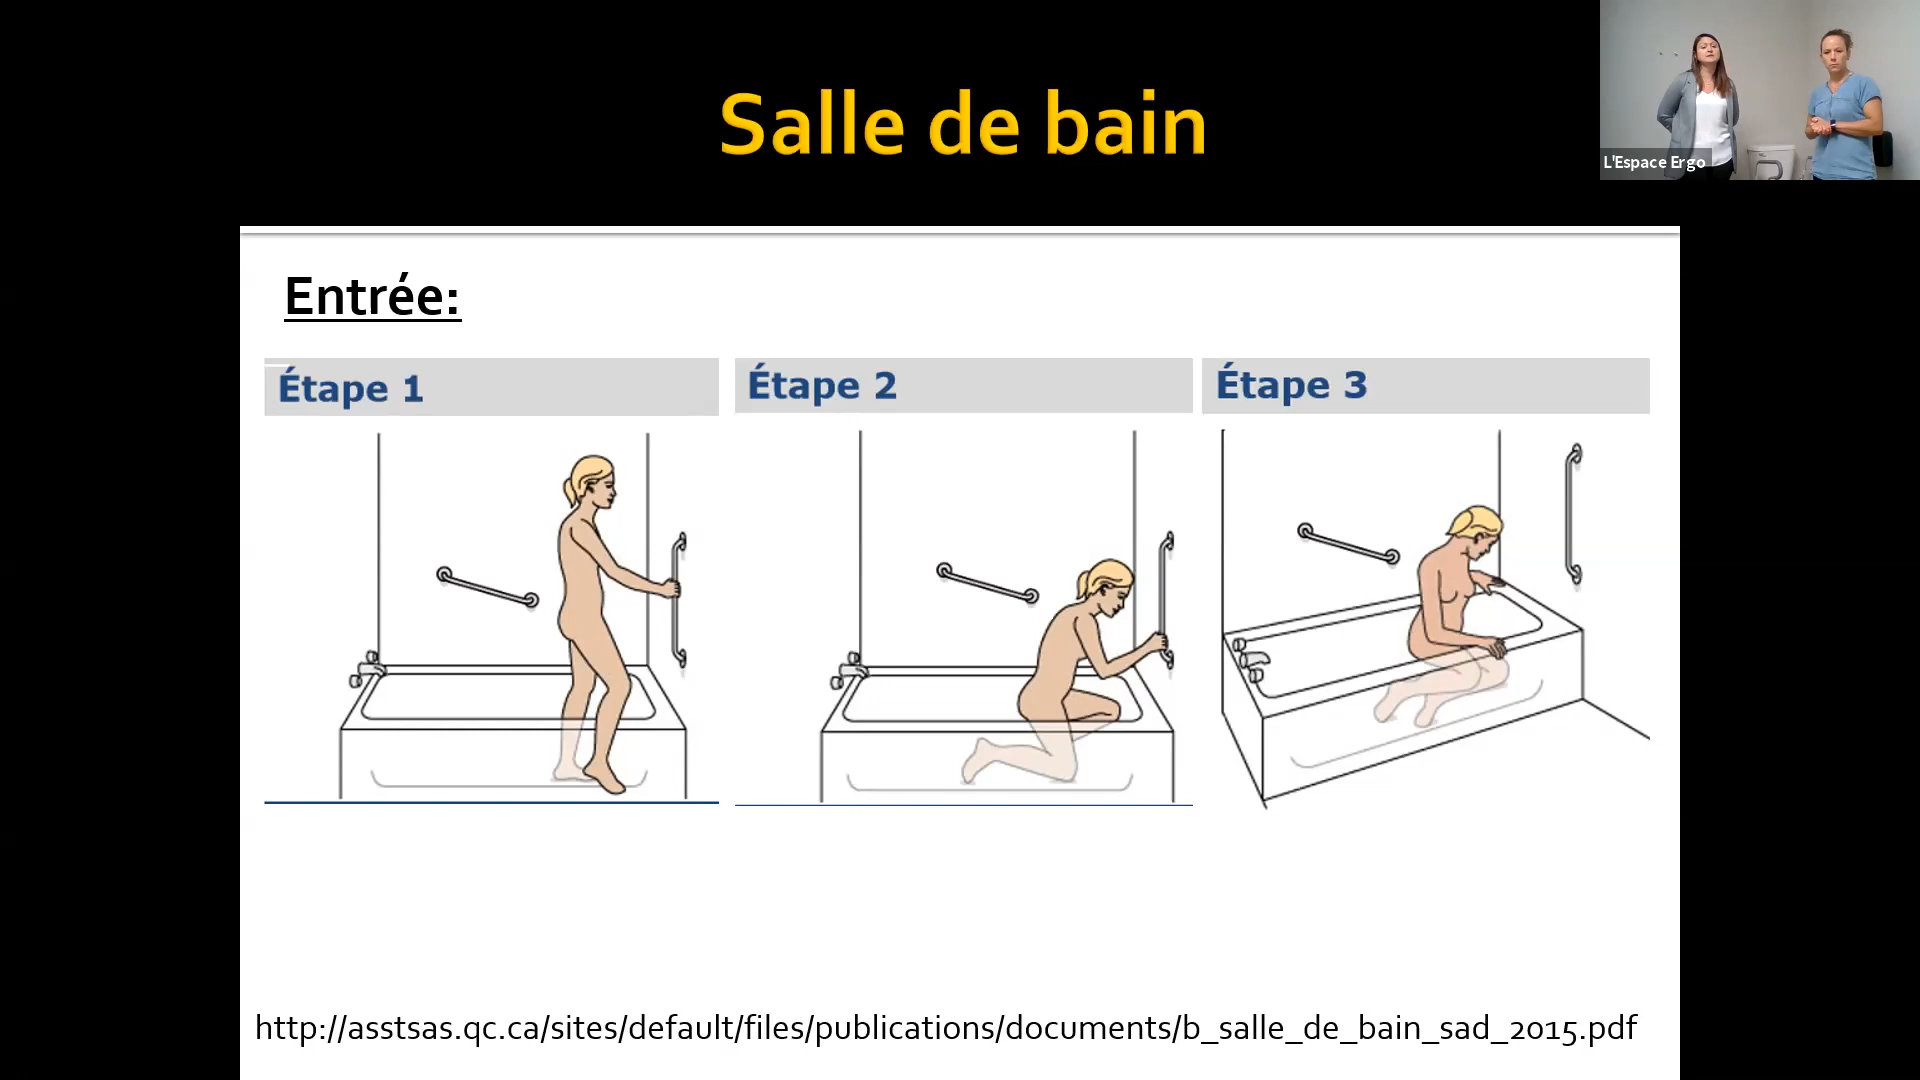 Salle de bain
L'Espace Ergo
Entrée:
Étape 1
Étape 2
Étape 3
http://asstsas.qc.ca/sites/default/files/publications/documents/b_salle_de_bain_sad_2015.pdf